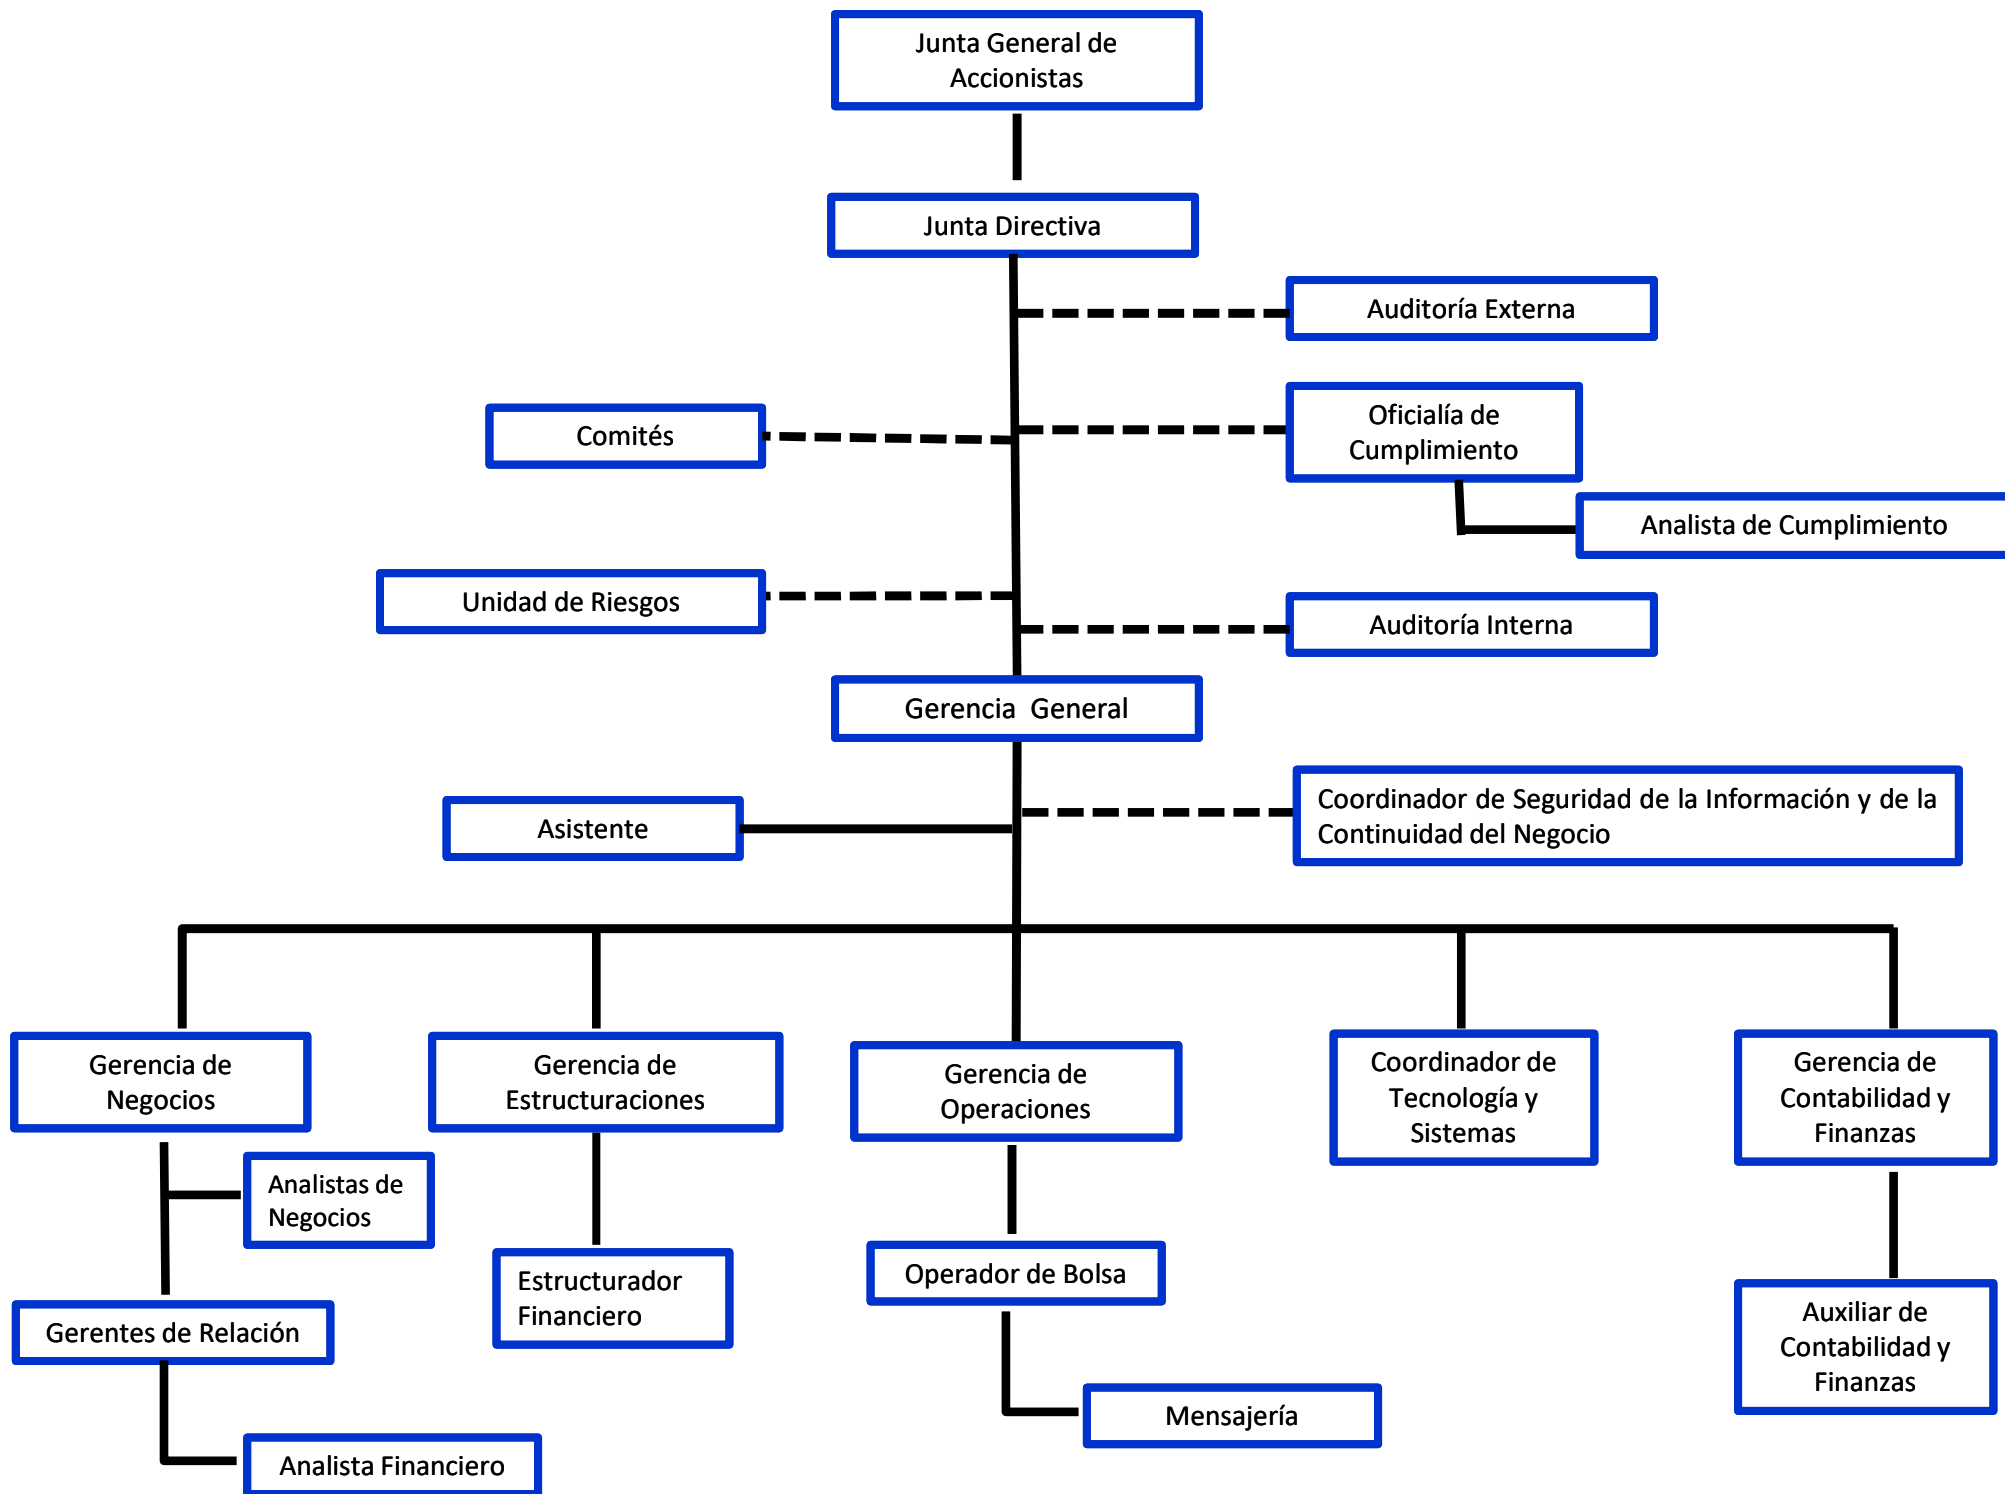 Junta General de
Accionistas
Junta Directiva
Auditoría Externa
Comités
Oficialía de
Cumplimiento
Analista de Cumplimiento
Unidad de Riesgos
Auditoría Interna
Gerencia  General
Asistente
Coordinador de Seguridad de la Información y de la
Continuidad del Negocio
Gerencia de
Negocios
Gerencia de
Estructuraciones
Gerencia de
Operaciones
Coordinador de
Tecnología y
Sistemas
Gerencia de
Contabilidad y
Finanzas
Analistas de
Negocios
Estructurador
Financiero
Operador de Bolsa
Gerentes de Relación
Auxiliar de
Contabilidad y
Finanzas
Mensajería
Analista Financiero